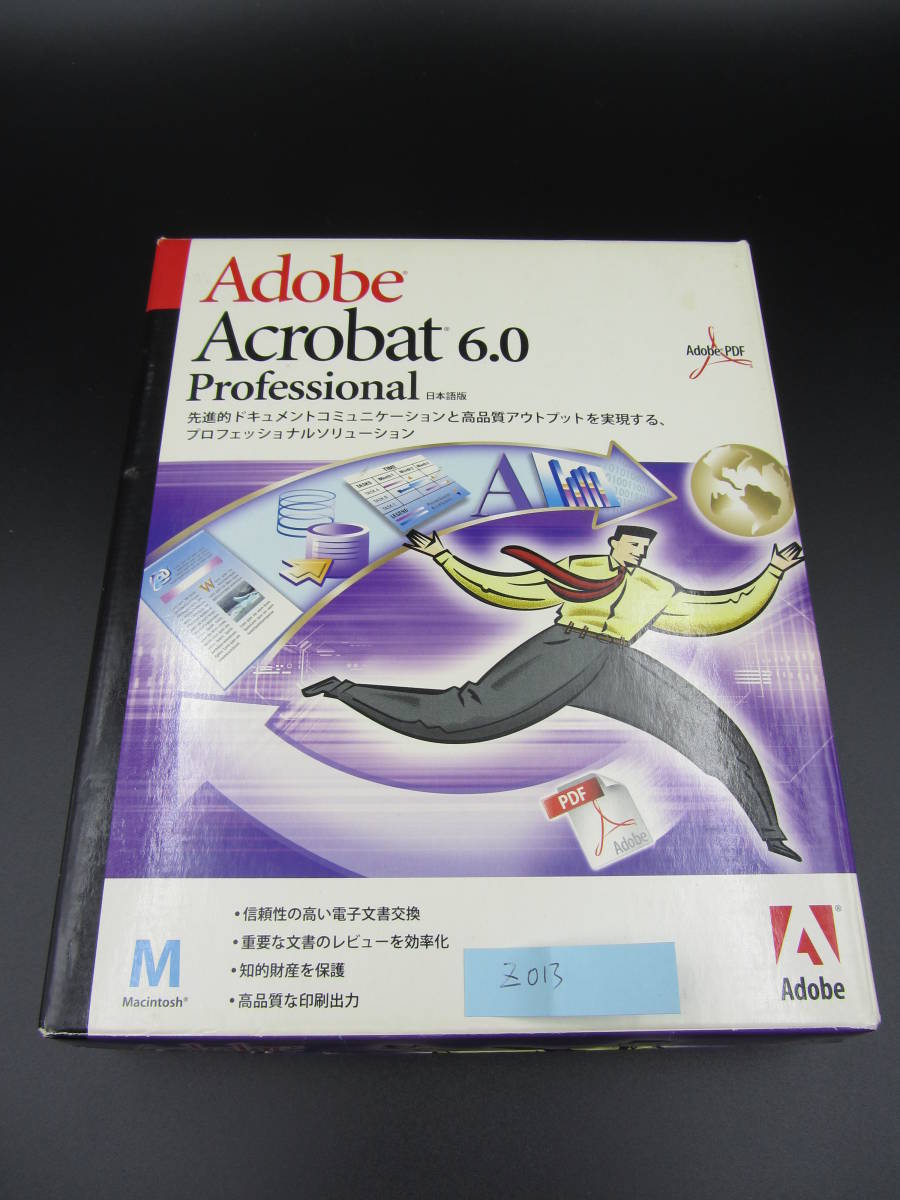 Adobe®
Acrobat® 6.0
Professional 日本語版
Adobe® PDF
先進的ドキュメントコミュニケーションと高品質アウトプットを実現する、
プロフェッショナルソリューション
TIME
TASKS
LEGEND
A
W
PDF
Adobe
・信頼性の高い電子文書交換
・重要な文書のレビューを効率化
・知的財産を保護
・高品質な印刷出力
M
Macintosh®
Z013
Adobe